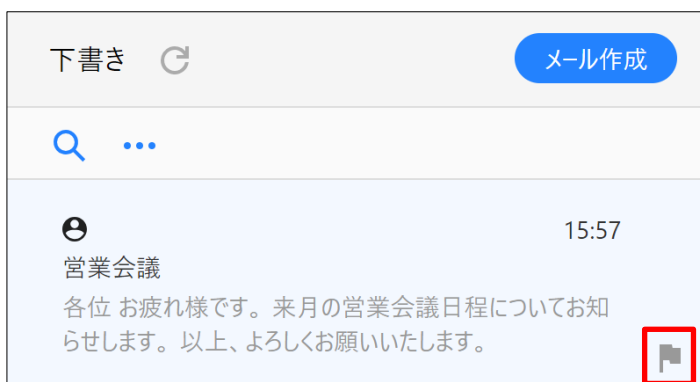 下書き
メール作成
15:57
営業会議
各位 お疲れ様です。来月の営業会議日程についてお知
らせします。以上、よろしくお願いいたします。